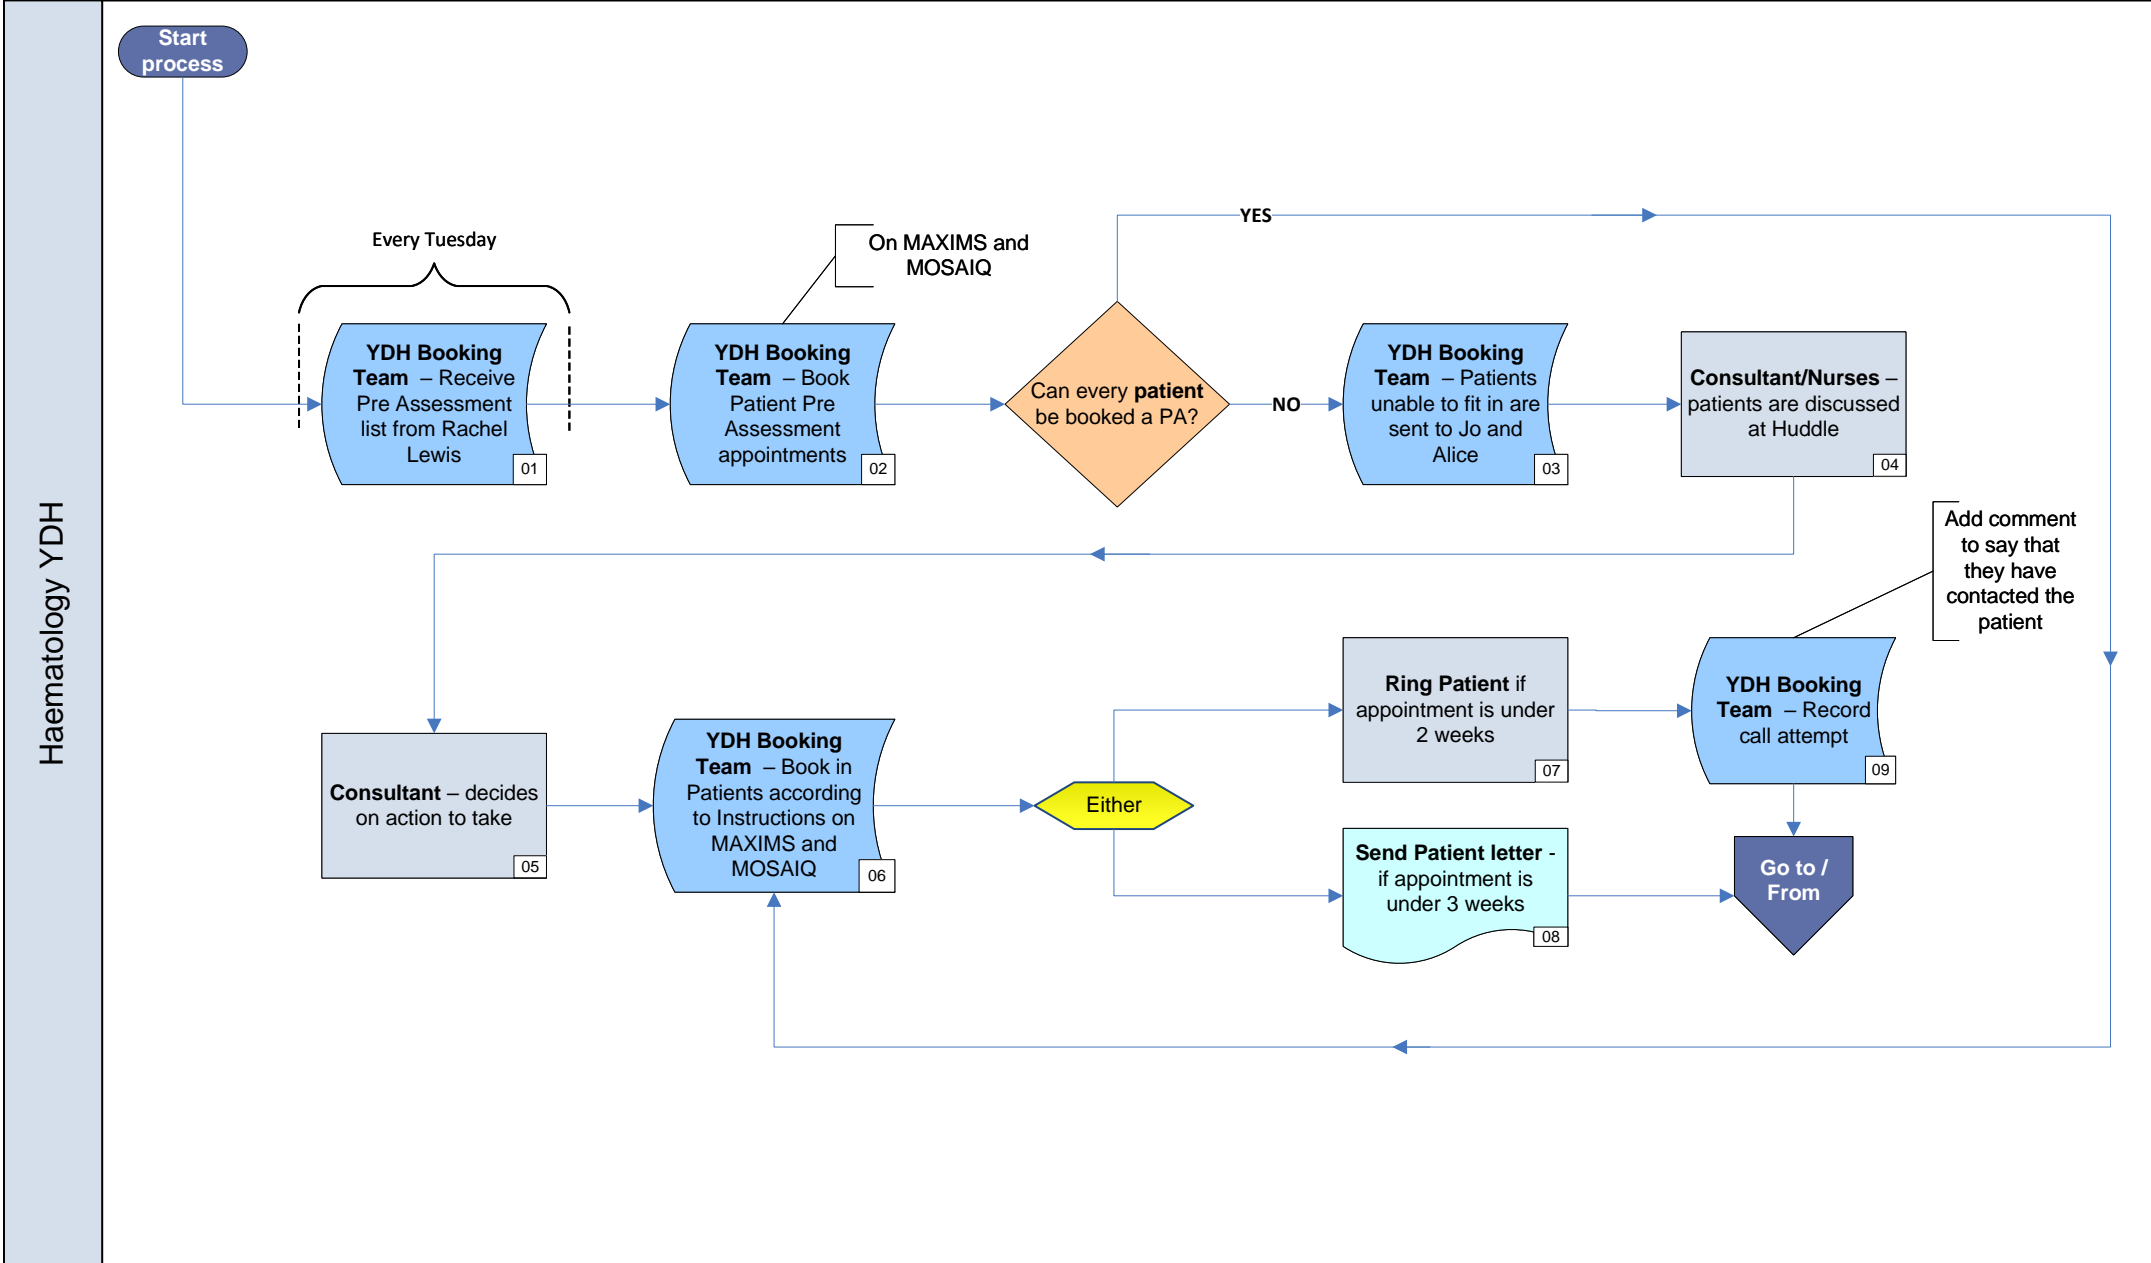 Haematology YDH
Start
process
Every Tuesday
YDH Booking
Team – Receive
Pre Assessment
list from Rachel
Lewis
01
On MAXIMS and
MOSAIQ
YDH Booking
Team – Book
Patient Pre
Assessment
appointments
02
Can every patient
be booked a PA?
YES
NO
YDH Booking
Team – Patients
unable to fit in are
sent to Jo and
Alice
03
Consultant/Nurses –
patients are discussed
at Huddle
04
Consultant – decides
on action to take
05
YDH Booking
Team – Book in
Patients according
to Instructions on
MAXIMS and
MOSAIQ
06
Either
Ring Patient if
appointment is under
2 weeks
07
Send Patient letter -
if appointment is
under 3 weeks
08
Add comment
to say that
they have
contacted the
patient
YDH Booking
Team – Record
call attempt
09
Go to /
From